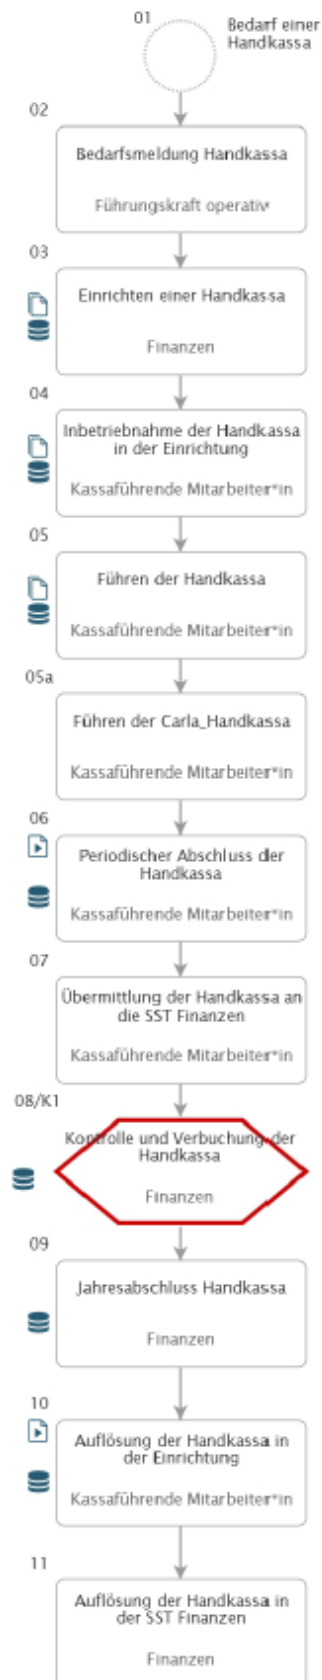 01
Bedarf einer
Handkassa
02
Bedarfsmeldung Handkassa
Führungskraft operativ
03
Einrichten einer Handkassa
Finanzen
04
Inbetriebnahme der Handkassa
in der Einrichtung
Kassaführende Mitarbeiter*in
05
Führen der Handkassa
Kassaführende Mitarbeiter*in
05a
Führen der Carla_Handkassa
Kassaführende Mitarbeiter*in
06
Periodischer Abschluss der
Handkassa
Kassaführende Mitarbeiter*in
07
Übermittlung der Handkassa an
die SST Finanzen
Kassaführende Mitarbeiter*in
08/K1
Kontrolle und Verbuchung der
Handkassa
Finanzen
09
Jahresabschluss Handkassa
Finanzen
10
Auflösung der Handkassa in
der Einrichtung
Kassaführende Mitarbeiter*in
11
Auflösung der Handkassa in
der SST Finanzen
Finanzen